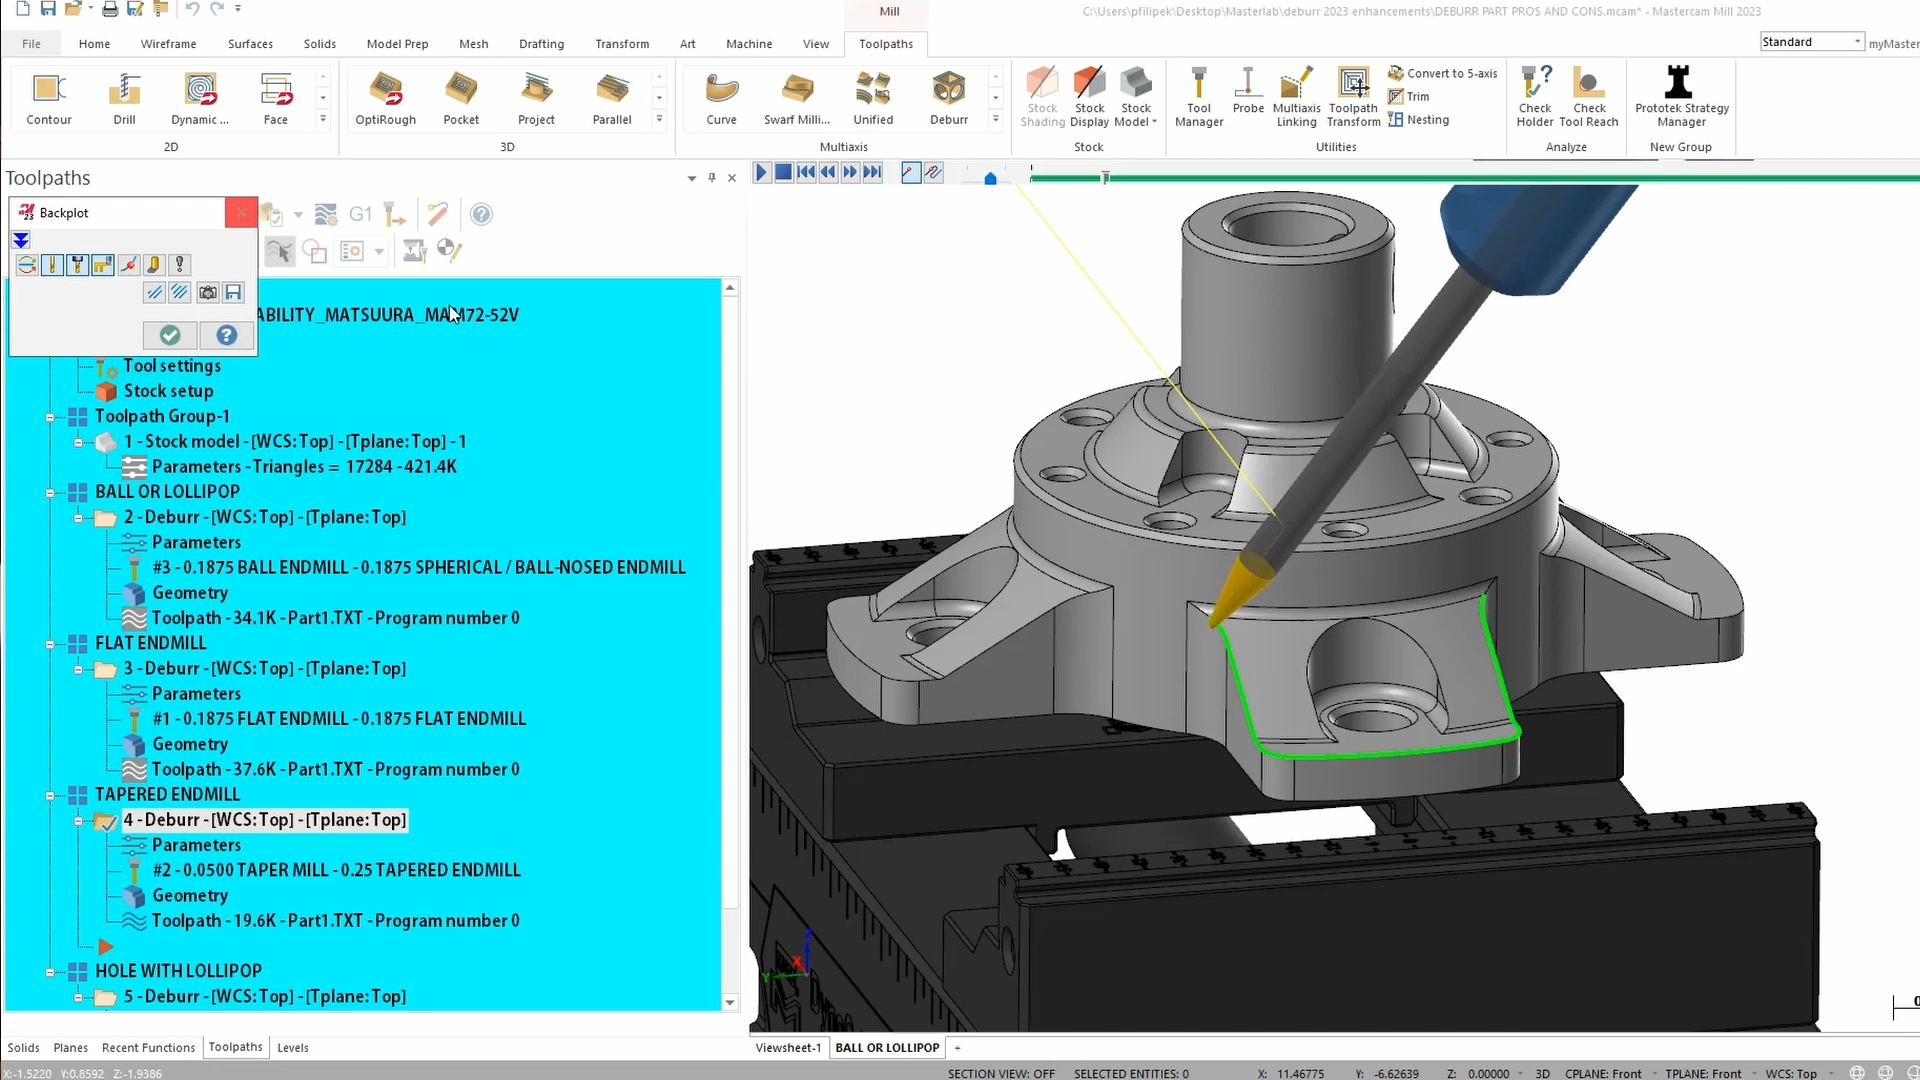 Mill
C:\Users\pfilipek\Desktop\Masterlab\deburr 2023 enhancements\DEBURR PART PROS AND CONS.mcam* - Mastercam Mill 2023
File Home Wireframe Surfaces Solids Model Prep Mesh Drafting Transform Art Machine View Toolpaths
Standard
myMaster
Contour Drill Dynamic ... Face
2D
OptiRough Pocket Project Parallel
3D
Curve Swarf Milli... Unified Deburr
Multiaxis
Stock Shading Stock Display Stock Model
Stock
Tool Manager Probe Multiaxis Linking Toolpath Transform
Convert to 5-axis
Trim
Nesting
Utilities
Check Holder Check Tool Reach
Analyze
Prototek Strategy Manager
New Group
Toolpaths
Backplot
G1
ABILITY_MATSUURA_MAM72-52V
Tool settings
Stock setup
Toolpath Group-1
1 - Stock model - [WCS: Top] - [Tplane: Top] - 1
Parameters - Triangles = 17284 - 421.4K
BALL OR LOLLIPOP
2 - Deburr - [WCS: Top] - [Tplane: Top]
Parameters
#3 - 0.1875 BALL ENDMILL - 0.1875 SPHERICAL / BALL-NOSED ENDMILL
Geometry
Toolpath - 34.1K - Part1.TXT - Program number 0
FLAT ENDMILL
3 - Deburr - [WCS: Top] - [Tplane: Top]
Parameters
#1 - 0.1875 FLAT ENDMILL - 0.1875 FLAT ENDMILL
Geometry
Toolpath - 37.6K - Part1.TXT - Program number 0
TAPERED ENDMILL
4 - Deburr - [WCS: Top] - [Tplane: Top]
Parameters
#2 - 0.0500 TAPER MILL - 0.25 TAPERED ENDMILL
Geometry
Toolpath - 19.6K - Part1.TXT - Program number 0
HOLE WITH LOLLIPOP
5 - Deburr - [WCS: Top] - [Tplane: Top]
Z
X
Y
Solids Planes Recent Functions Toolpaths Levels
Viewsheet-1 BALL OR LOLLIPOP +
X:-1.5220 Y:0.8592 Z:-1.9386
SECTION VIEW: OFF SELECTED ENTITIES: 0 X: 11.46775 Y: -6.62639 Z: 0.00000 3D CPLANE: Front TPLANE: Front WCS: Top